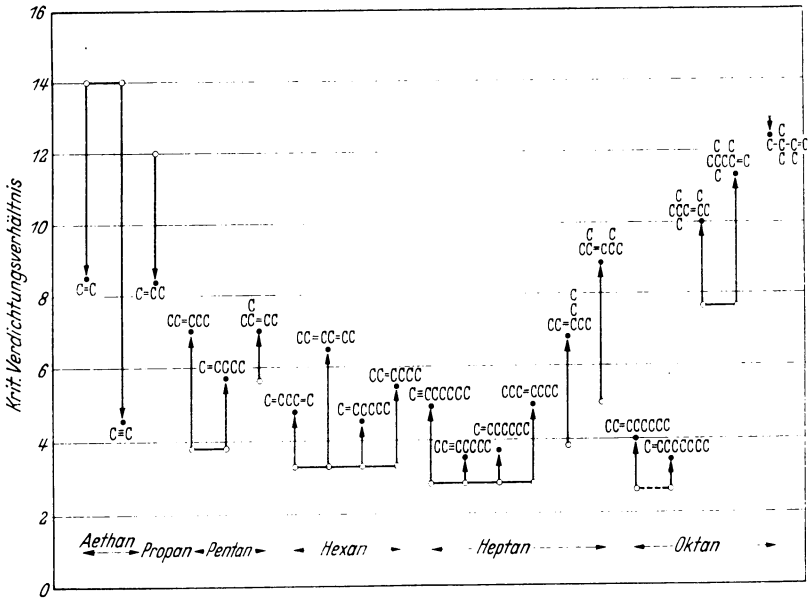 Krit. Verdichtungsverhältnis
16
14
12
10
8
6
4
2
0
C=C
C≡C
C=CC
CC=CCC
C=CCCC
C
CC=CC
C=CCC=C
CC=CC=CC
C=CCCCC
CC=CCCC
C≡CCCCCC
CC≡CCCCC
C=CCCCCC
CCC=CCCC
C
C
CC=CCC
C C
CC=CCC
CC=CCCCCC
C=CCCCCCC
C C
CCC=CC
C
C C
CCCC=C
C
C
C-C-C-C=C
C C
Aethan
Propan
Pentan
Hexan
Heptan
Oktan